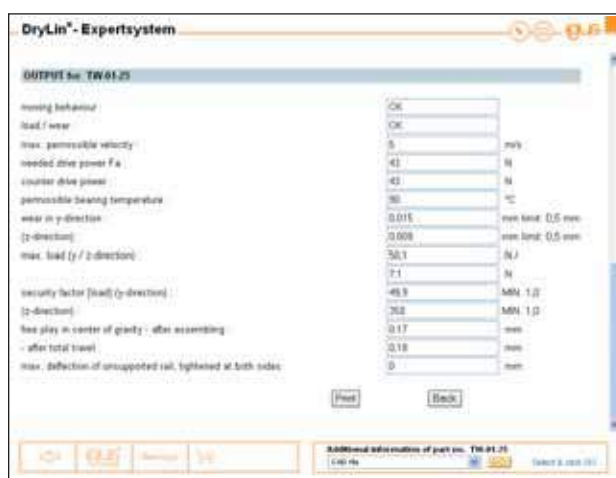 DryLin®- Expertsystem
igus
OUTPUT for TW-01-25
moving behaviour : OK
load / wear : OK
max. permissible velocity : 5 m/s
needed drive power Fa : 43 N
counter drive power : 43 N
permissible bearing temperature : 90 °C
wear in y-direction : 0.015 mm limit: 0,5 mm
(z-direction) : 0.009 mm limit: 0,5 mm
max. load (y / z-direction) : N /
7.1 N
security factor [load] (y-direction) : MIN. 1,0
(z-direction) : MIN. 1,0
free play in center of gravity - after assembling : 0.17 mm
- after total travel : 0.18 mm
max. deflection of unsupported rail, tightened at both sides : 0 mm
Print Back
Additional information of part no. TW-01-25
CAD file